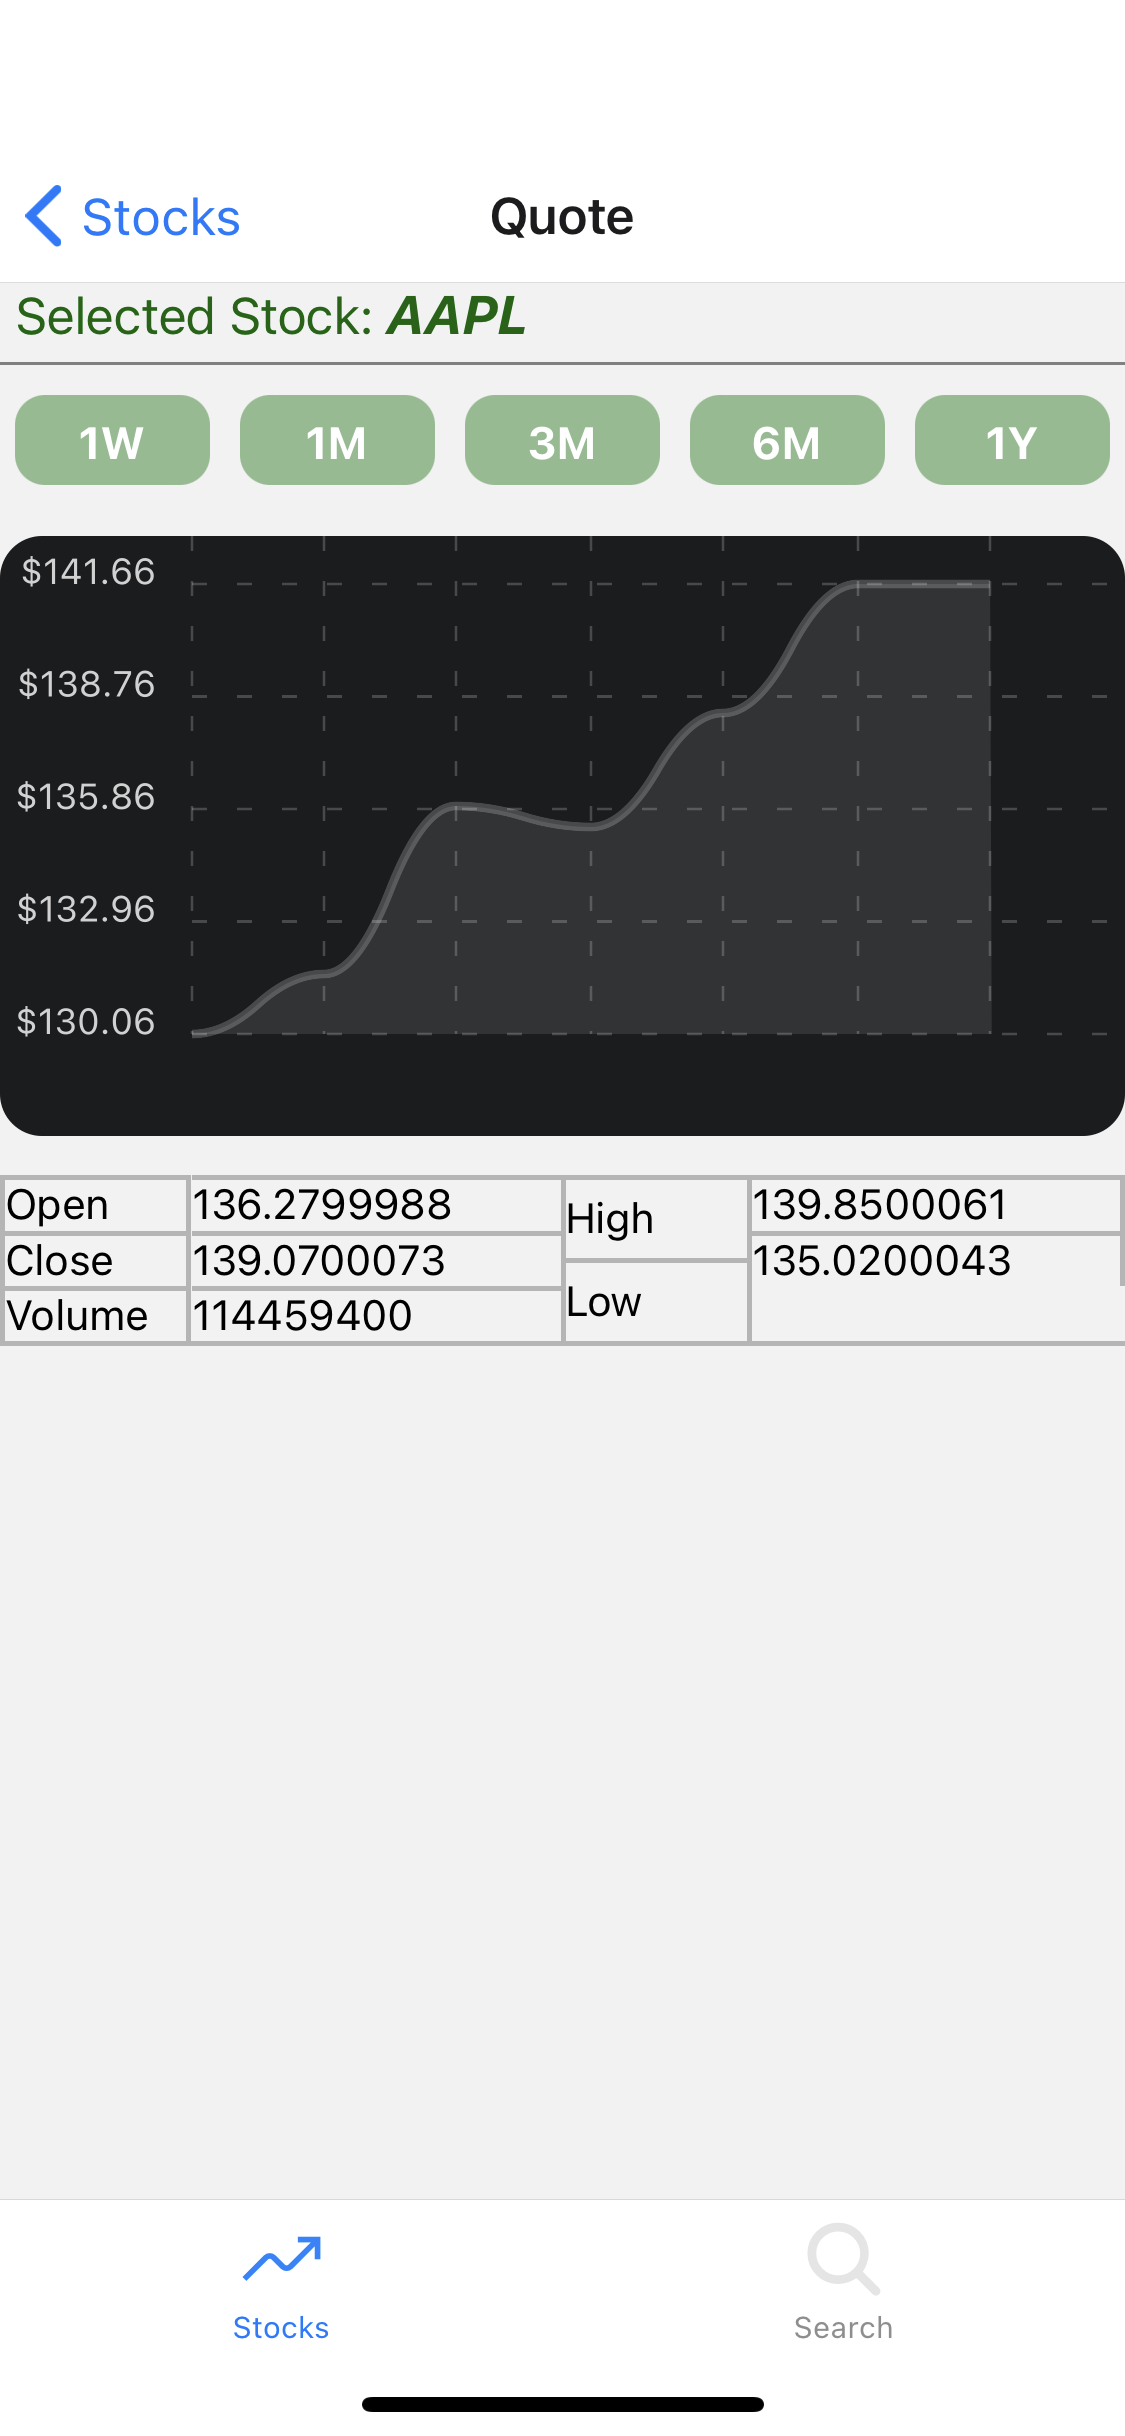 Stocks
Quote
Selected Stock: AAPL
1W 1M 3M 6M 1Y
$141.66
$138.76
$135.86
$132.96
$130.06
Open 136.2799988 High 139.8500061
Close 139.0700073 Low 135.0200043
Volume 114459400
Stocks
Search